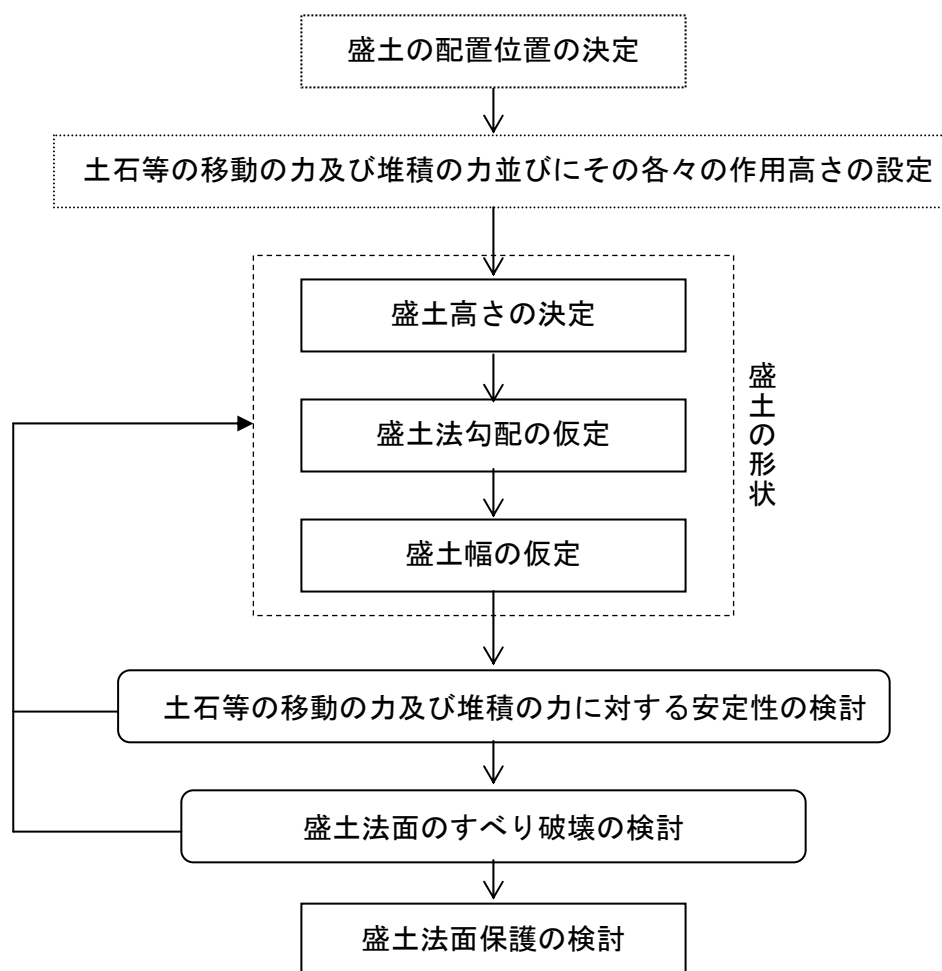 盛土の配置位置の決定
土石等の移動の力及び堆積の力並びにその各々の作用高さの設定
盛土高さの決定
盛土法勾配の仮定
盛土幅の仮定
盛土の形状
土石等の移動の力及び堆積の力に対する安定性の検討
盛土法面のすべり破壊の検討
盛土法面保護の検討